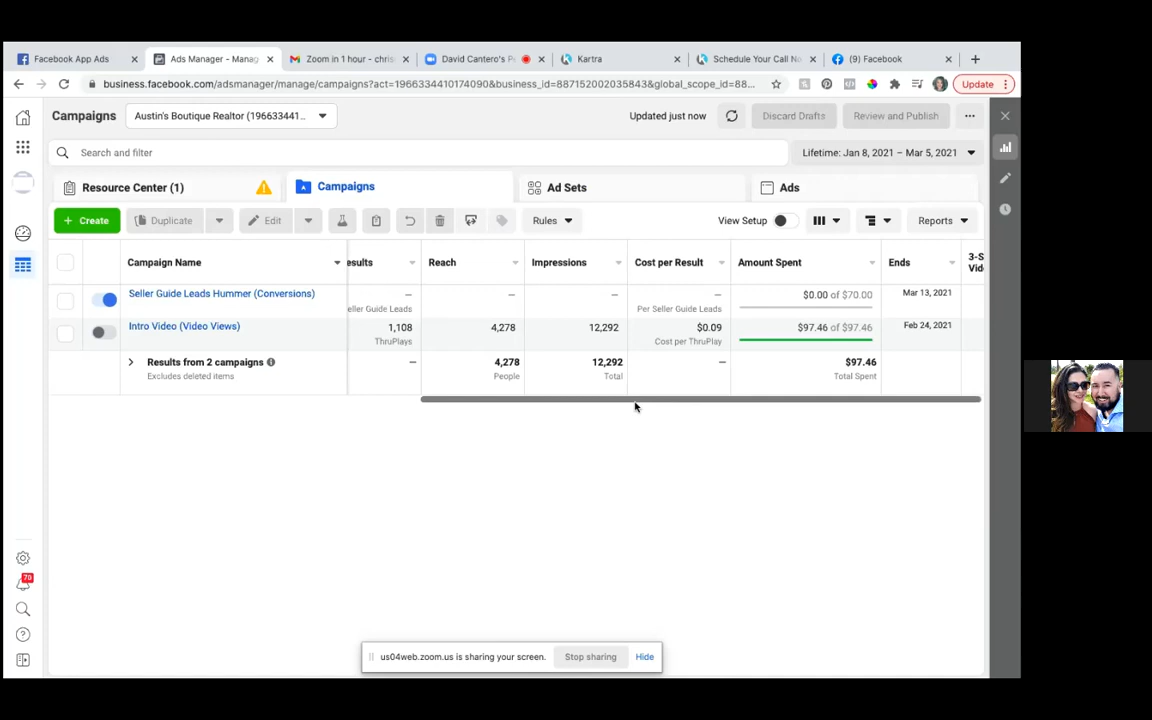 Facebook App Ads
Ads Manager - Manag
Zoom in 1 hour - chris
David Cantero's P
Kartra
Schedule Your Call No
(9) Facebook
business.facebook.com/adsmanager/manage/campaigns?act=196633441017409​0&business_id=887152002035843&global_scope_id=88...
Update
Campaigns
Austin's Boutique Realtor (196633441...
Updated just now
Discard Drafts
Review and Publish
Search and filter
Lifetime: Jan 8, 2021 – Mar 5, 2021
Resource Center (1)
Campaigns
Ad Sets
Ads
+ Create
Duplicate
Edit
Rules
View Setup
Reports
Campaign Name
esults
Reach
Impressions
Cost per Result
Amount Spent
Ends
3-S
Vid
Seller Guide Leads Hummer (Conversions)
—
—
—
—
$0.00 of $70.00
Mar 13, 2021
eller Guide Leads
Per Seller Guide Leads
Intro Video (Video Views)
1,108
4,278
12,292
$0.09
$97.46 of $97.46
Feb 24, 2021
ThruPlays
Cost per ThruPlay
Results from 2 campaigns
—
4,278
12,292
—
$97.46
Excludes deleted items
People
Total
Total Spent
70
us04web.zoom.us is sharing your screen.
Stop sharing
Hide